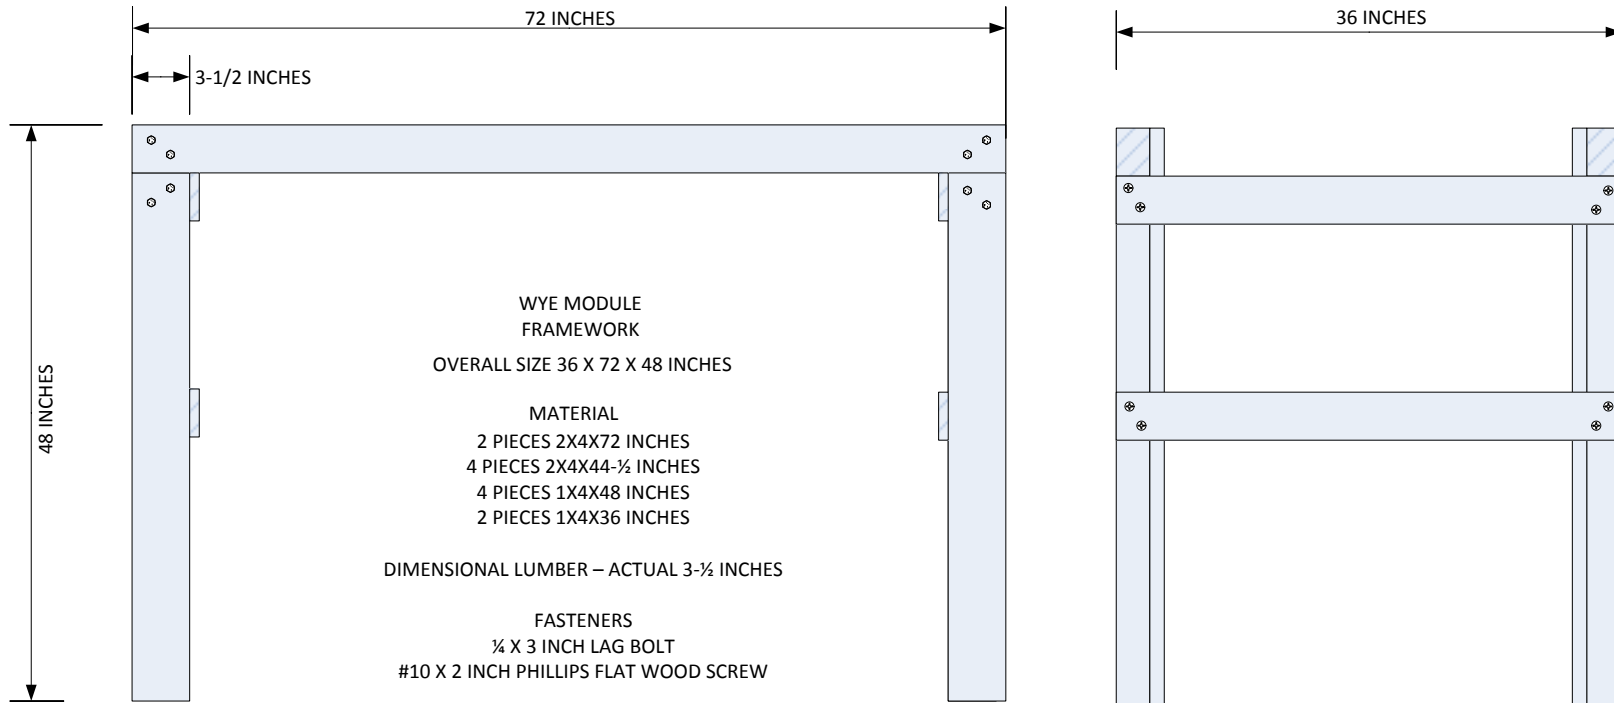 72 INCHES
36 INCHES
3-1/2 INCHES
48 INCHES
WYE MODULE
FRAMEWORK
OVERALL SIZE 36 X 72 X 48 INCHES
MATERIAL
2 PIECES 2X4X72 INCHES
4 PIECES 2X4X44-½ INCHES
4 PIECES 1X4X48 INCHES
2 PIECES 1X4X36 INCHES
DIMENSIONAL LUMBER – ACTUAL 3-½ INCHES
FASTENERS
¼ X 3 INCH LAG BOLT
#10 X 2 INCH PHILLIPS FLAT WOOD SCREW